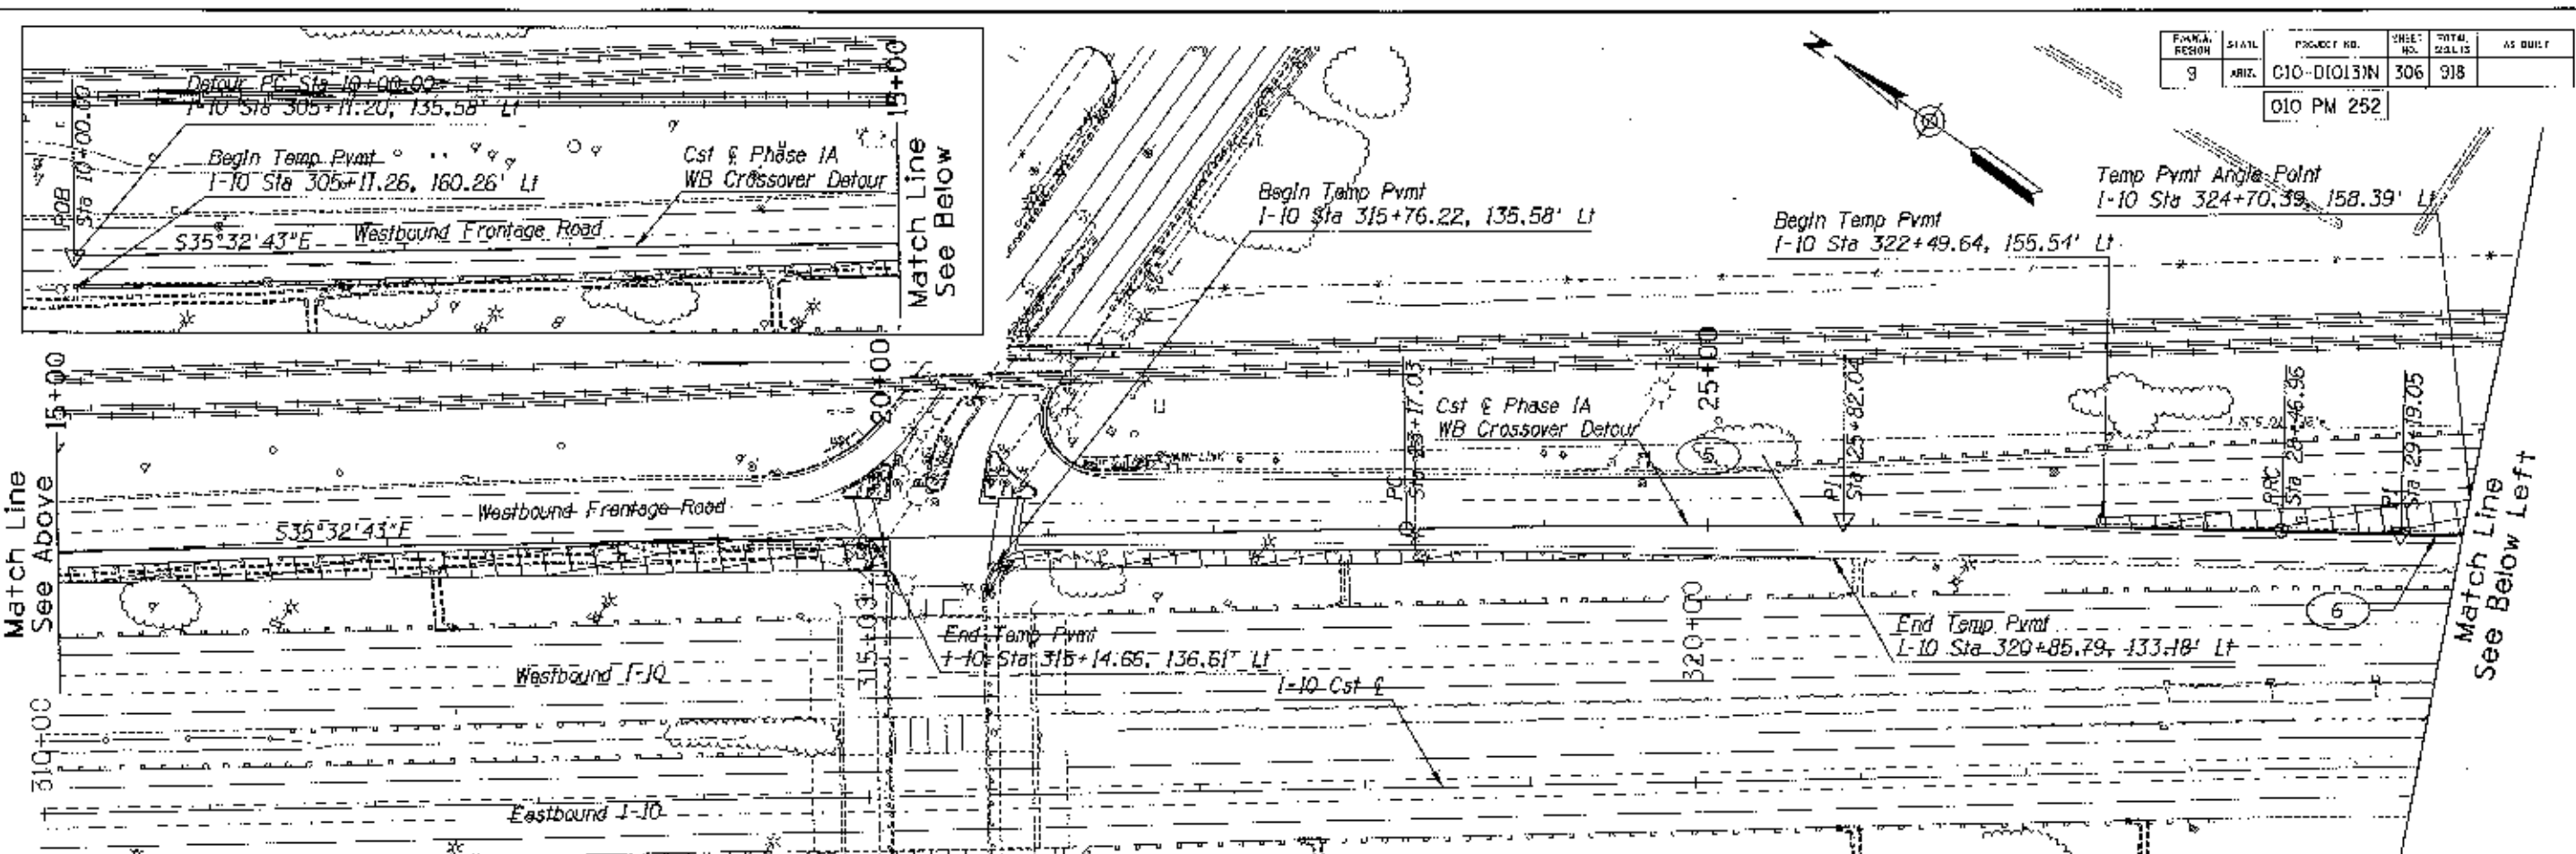 F.H.W.A. REGION
STATE
PROJECT NO.
SHEET NO.
TOTAL SHEETS
AS BUILT
9
ARIZ.
010-D(013)N
306
918
010 PM 252
Detour PC Sta 10+00.00=
I-10 Sta 305+11.20, 135.58' Lt
15+00
POB
Sta 10+00.00
Begin Temp Pvmt
I-10 Sta 305+11.26, 160.26' Lt
Cst ℄ Phase 1A
WB Crossover Detour
S35°32'43"E
Westbound Frontage Road
Match Line
See Below
Begin Temp Pvmt
I-10 Sta 315+76.22, 135.58' Lt
Begin Temp Pvmt
I-10 Sta 322+49.64, 155.54' Lt
Temp Pvmt Angle Point
I-10 Sta 324+70.39, 158.39' Lt
15+00
20+00
PC
Sta 23+17.03
Cst ℄ Phase 1A
WB Crossover Detour
25+00
5
PI
Sta 25+82.04
PRC
Sta 28+46.96
PI
Sta 29+19.05
Match Line
See Above
Westbound Frontage Road
S35°32'43"E
Match Line
See Below Left
6
315+03
End Temp Pvmt
I-10 Sta 315+14.66, 136.61' Lt
320+00
End Temp Pvmt
I-10 Sta 320+85.79, 133.18' Lt
Westbound I-10
I-10 Cst ℄
310+00
Eastbound I-10